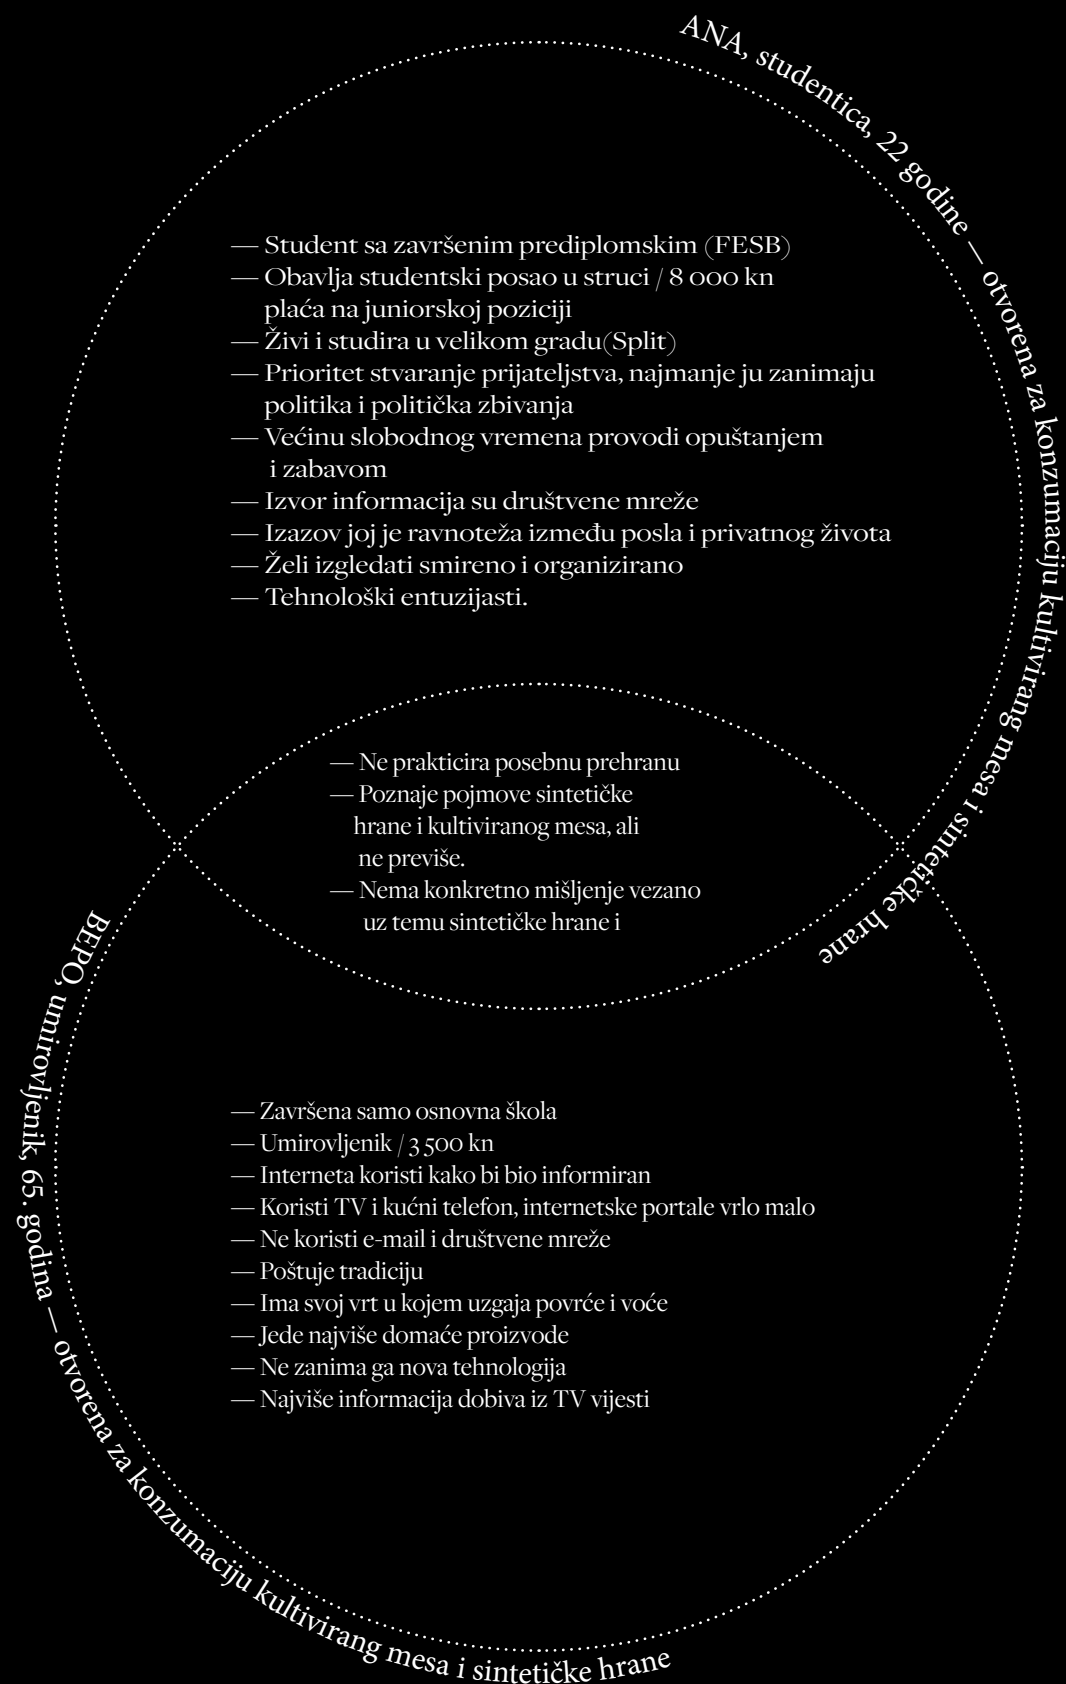 ANA, studentica, 22 godine — otvorena za konzumaciju kultivirang mesa i sintetičke hrane
— Student sa završenim prediplomskim (FESB)
— Obavlja studentski posao u struci / 8 000 kn
plaća na juniorskoj poziciji
— Živi i studira u velikom gradu(Split)
— Prioritet stvaranje prijateljstva, najmanje ju zanimaju
politika i politička zbivanja
— Većinu slobodnog vremena provodi opuštanjem
i zabavom
— Izvor informacija su društvene mreže
— Izazov joj je ravnoteža između posla i privatnog života
— Želi izgledati smireno i organizirano
— Tehnološki entuzijasti.
— Ne prakticira posebnu prehranu
— Poznaje pojmove sintetičke
hrane i kultiviranog mesa, ali
ne previše.
— Nema konkretno mišljenje vezano
uz temu sintetičke hrane i
BEPO, umirovljenik, 65. godina — otvorena za konzumaciju kultivirang mesa i sintetičke hrane
— Završena samo osnovna škola
— Umirovljenik / 3 500 kn
— Interneta koristi kako bi bio informiran
— Koristi TV i kućni telefon, internetske portale vrlo malo
— Ne koristi e-mail i društvene mreže
— Poštuje tradiciju
— Ima svoj vrt u kojem uzgaja povrće i voće
— Jede najviše domaće proizvode
— Ne zanima ga nova tehnologija
— Najviše informacija dobiva iz TV vijesti